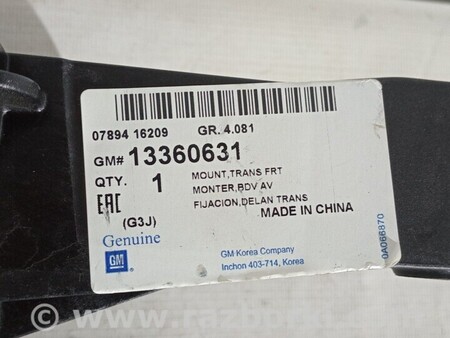 07894 16209 GR. 4.081
GM# 13360631
QTY. 1
MOUNT,TRANS FRT
MONTER,BDV AV
FIJACION,DELAN TRANS
EAC
(G3J)
MADE IN CHINA
Genuine
GM
GM Korea Company
Inchon 403-714, Korea
0A066870
www.razborka